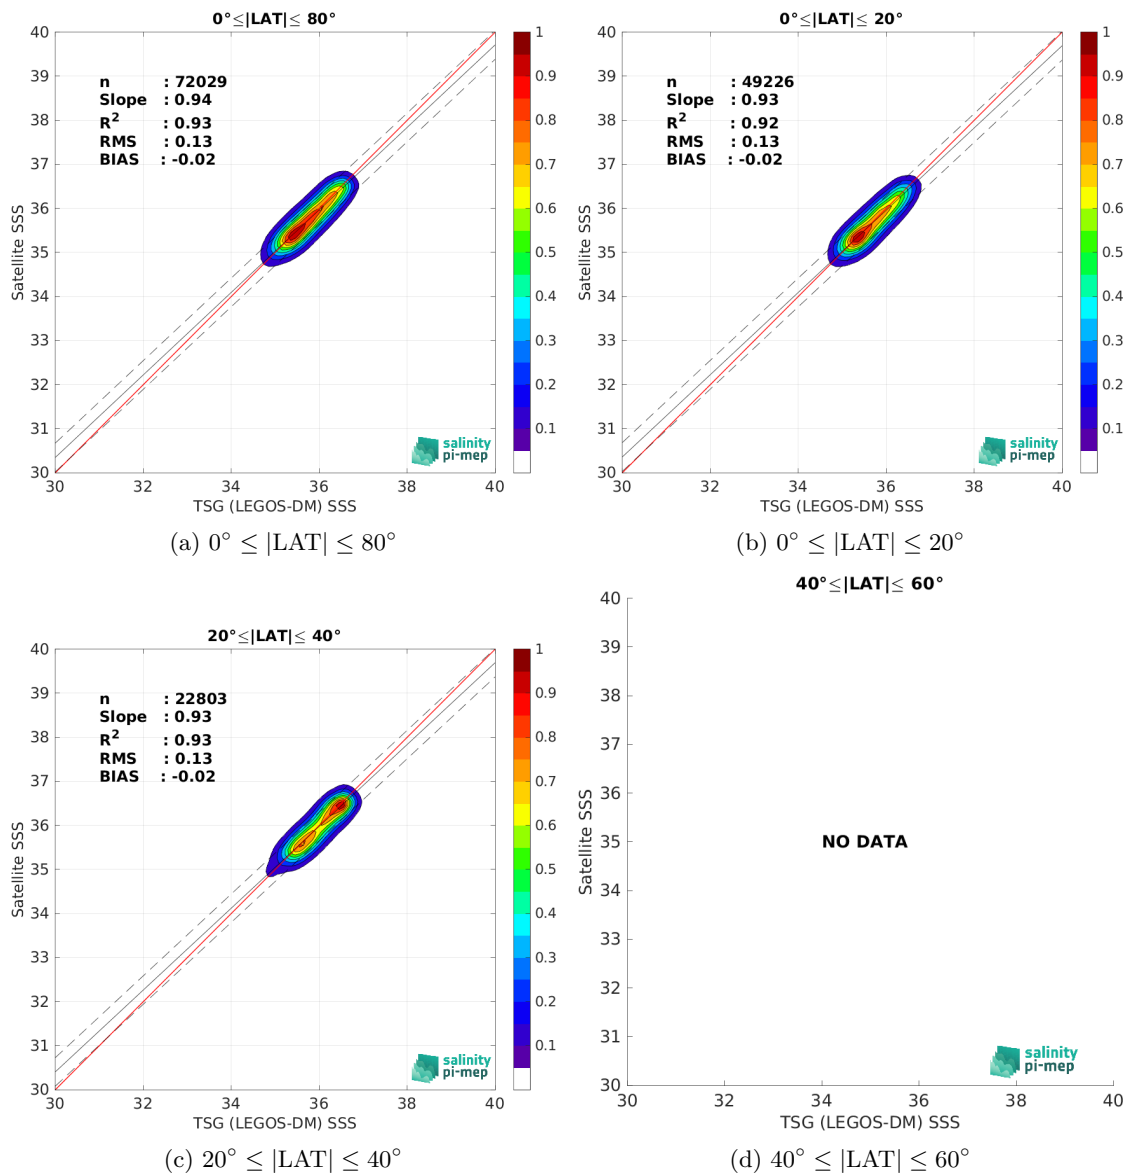 0°≤|LAT|≤ 80°
40
39
38
37
36
35
34
33
32
31
30
Satellite SSS
n : 72029
Slope : 0.94
R² : 0.93
RMS : 0.13
BIAS : -0.02
salinity
pi-mep
30 32 34 36 38 40
TSG (LEGOS-DM) SSS
1
0.9
0.8
0.7
0.6
0.5
0.4
0.3
0.2
0.1
(a) 0° ≤ |LAT| ≤ 80°
0°≤|LAT|≤ 20°
40
39
38
37
36
35
34
33
32
31
30
Satellite SSS
n : 49226
Slope : 0.93
R² : 0.92
RMS : 0.13
BIAS : -0.02
salinity
pi-mep
30 32 34 36 38 40
TSG (LEGOS-DM) SSS
1
0.9
0.8
0.7
0.6
0.5
0.4
0.3
0.2
0.1
(b) 0° ≤ |LAT| ≤ 20°
20°≤|LAT|≤ 40°
40
39
38
37
36
35
34
33
32
31
30
Satellite SSS
n : 22803
Slope : 0.93
R² : 0.93
RMS : 0.13
BIAS : -0.02
salinity
pi-mep
30 32 34 36 38 40
TSG (LEGOS-DM) SSS
1
0.9
0.8
0.7
0.6
0.5
0.4
0.3
0.2
0.1
(c) 20° ≤ |LAT| ≤ 40°
40°≤|LAT|≤ 60°
40
39
38
37
36
35
34
33
32
31
30
Satellite SSS
NO DATA
salinity
pi-mep
30 32 34 36 38 40
TSG (LEGOS-DM) SSS
(d) 40° ≤ |LAT| ≤ 60°